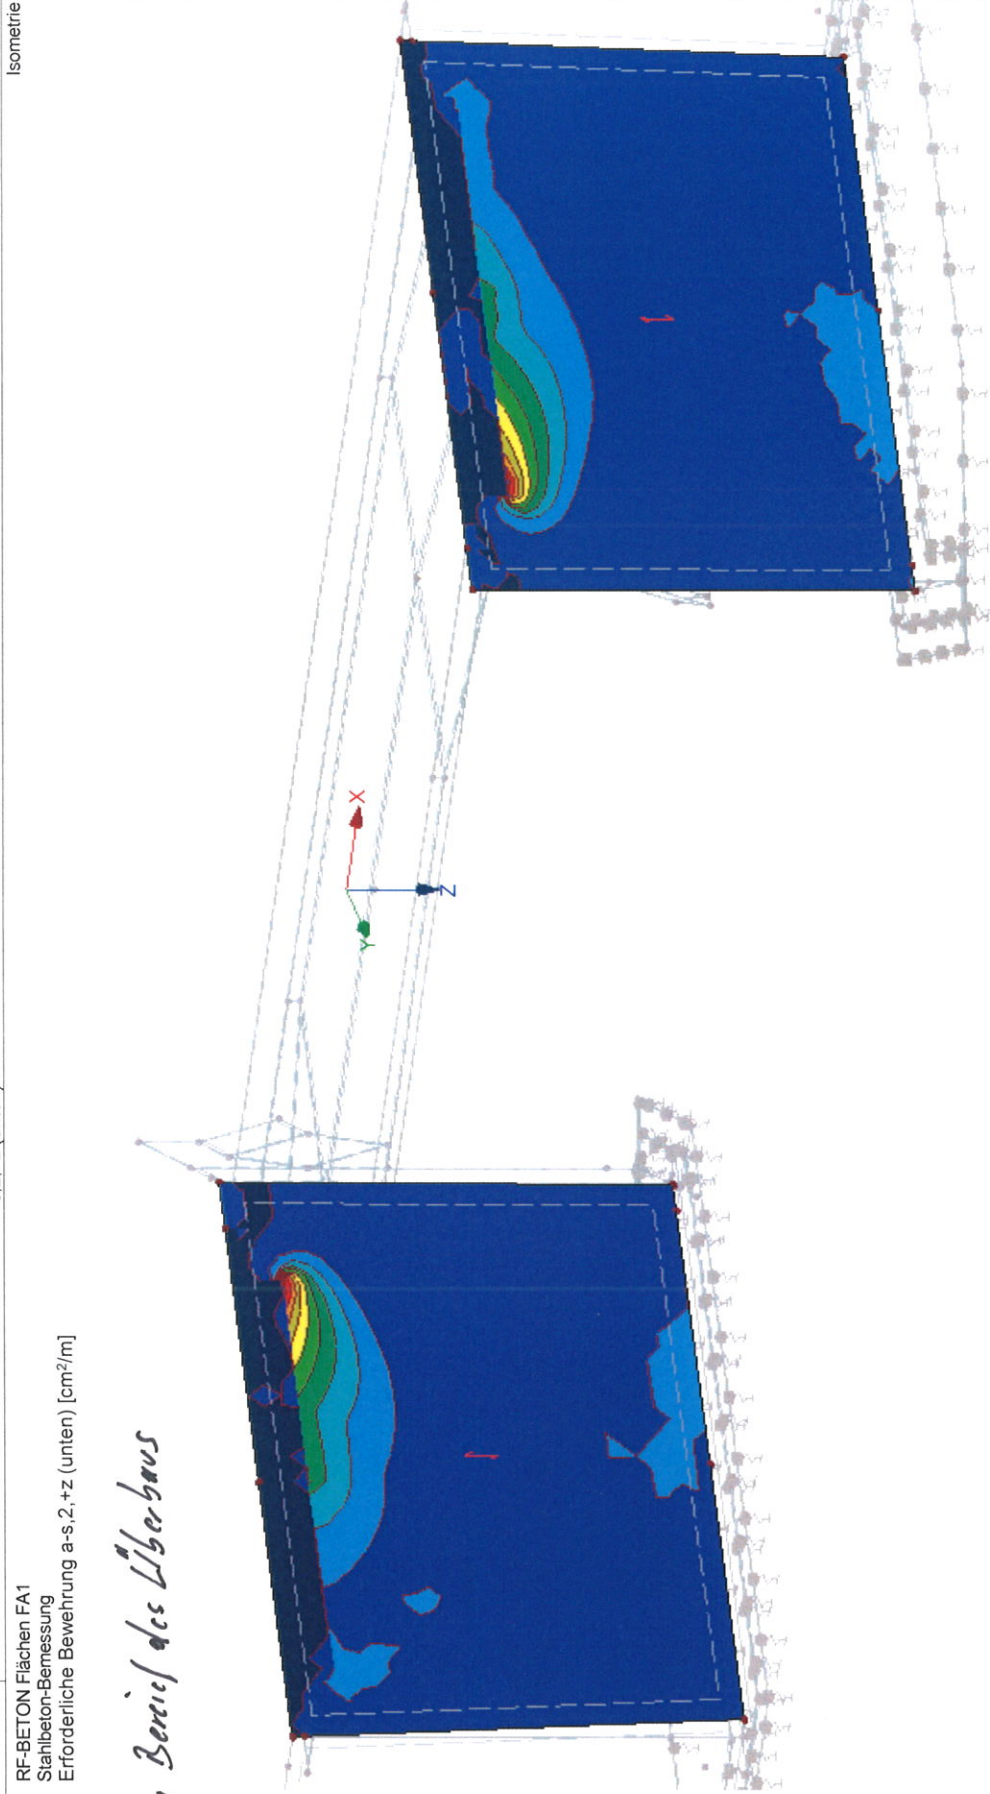 RF-BETON Flächen FA1
Stahlbeton-Bemessung
Erforderliche Bewehrung a-s,2,+z (unten) [cm²/m]
Isometrie
Bereich des Überbaus
X
Y
Z